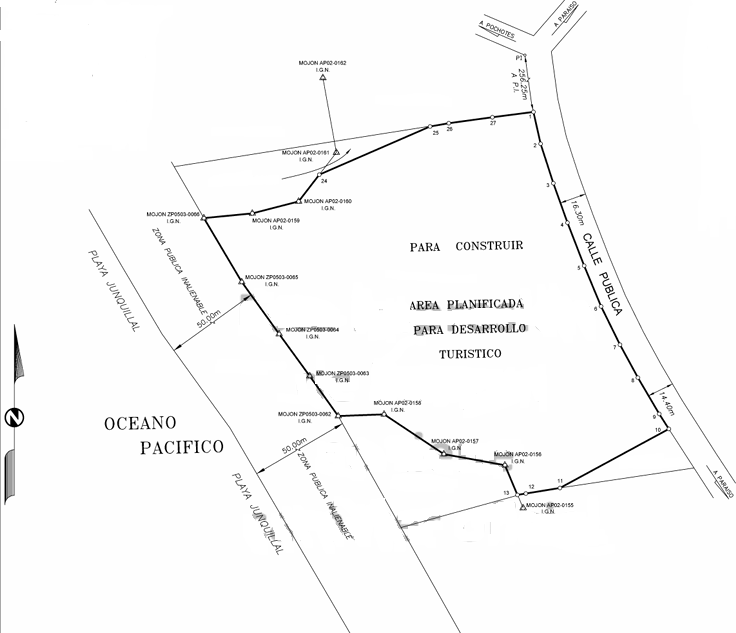 A. POCHOTES
A. PARAISO
P1
256.25m
A P.I.
MOJON AP02-0162
I.G.N.
25
26
27
1
2
MOJON AP02-0161
I.G.N.
24
3
MOJON AP02-0160
I.G.N.
MOJON ZP0503-0066
I.G.N.
MOJON AP02-0159
I.G.N.
16.30m
4
CALLE PUBLICA
ZONA PUBLICA INALIENABLE
PLAYA JUNQUILLAL
PARA CONSTRUIR
5
MOJON ZP0503-0065
I.G.N.
50.00m
AREA PLANIFICADA
PARA DESARROLLO
TURISTICO
6
MOJON ZP0503-0064
I.G.N.
7
MOJON ZP0503-0063
I.G.N.
8
14.40m
MOJON AP02-0158
I.G.N.
MOJON ZP0503-0062
I.G.N.
9
10
OCEANO
PACIFICO
50.00m
MOJON AP02-0157
I.G.N.
MOJON AP02-0156
I.G.N.
ZONA PUBLICA INALIENABLE
PLAYA JUNQUILLAL
A. PARAISO
11
12
13
MOJON AP02-0155
I.G.N.
N